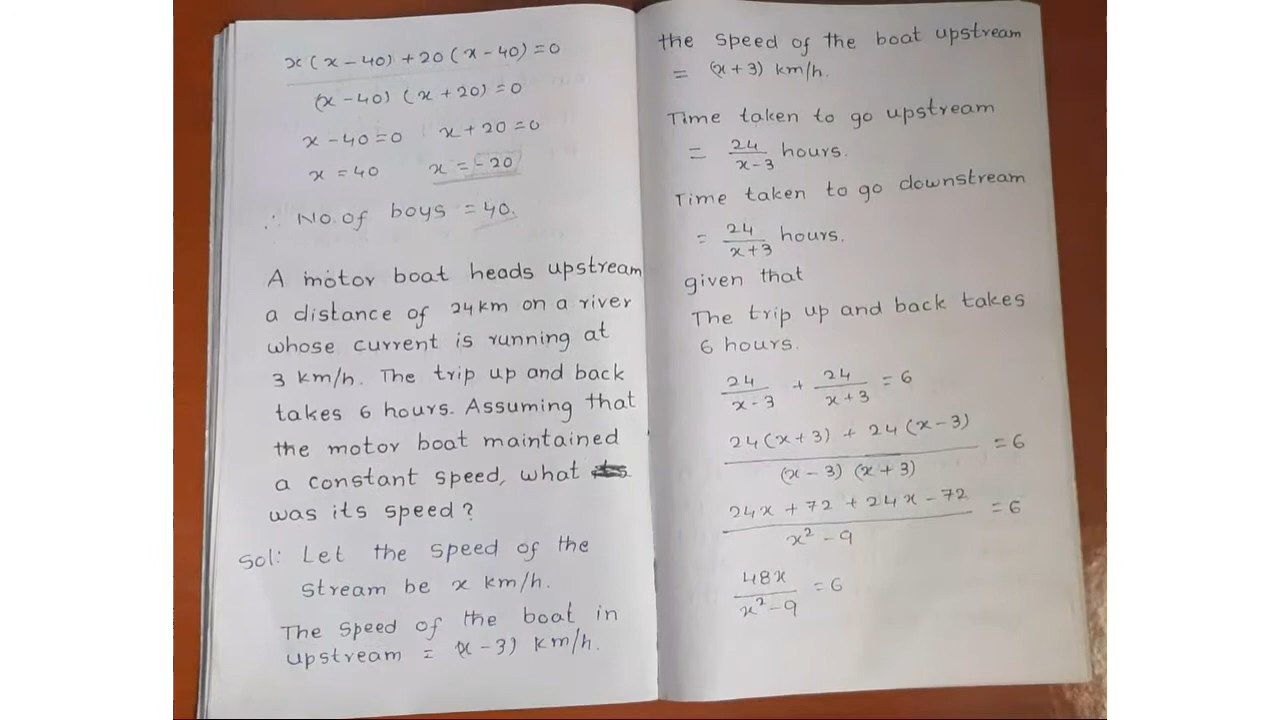 x(x-40)+20(x-40)=0
(x-40)(x+20)=0
x-40=0 x+20=0
x=40 x=-20
∴ No.of boys =40.
A motor boat heads upstream
a distance of 24km on a river
whose current is running at
3 km/h. The trip up and back
takes 6 hours. Assuming that
the motor boat maintained
a constant speed, what
was its speed?
Sol: Let the speed of the
stream be x km/h.
The speed of the boat in
upstream = (x-3) km/h.
the speed of the boat upstream
= (x+3) km/h.
Time taken to go upstream
= 24/(x-3) hours.
Time taken to go downstream
= 24/(x+3) hours.
given that
The trip up and back takes
6 hours.
24/(x-3) + 24/(x+3) = 6
(24(x+3) + 24(x-3))/((x-3)(x+3)) = 6
(24x+72+24x-72)/(x²-9) = 6
48x/(x²-9) = 6